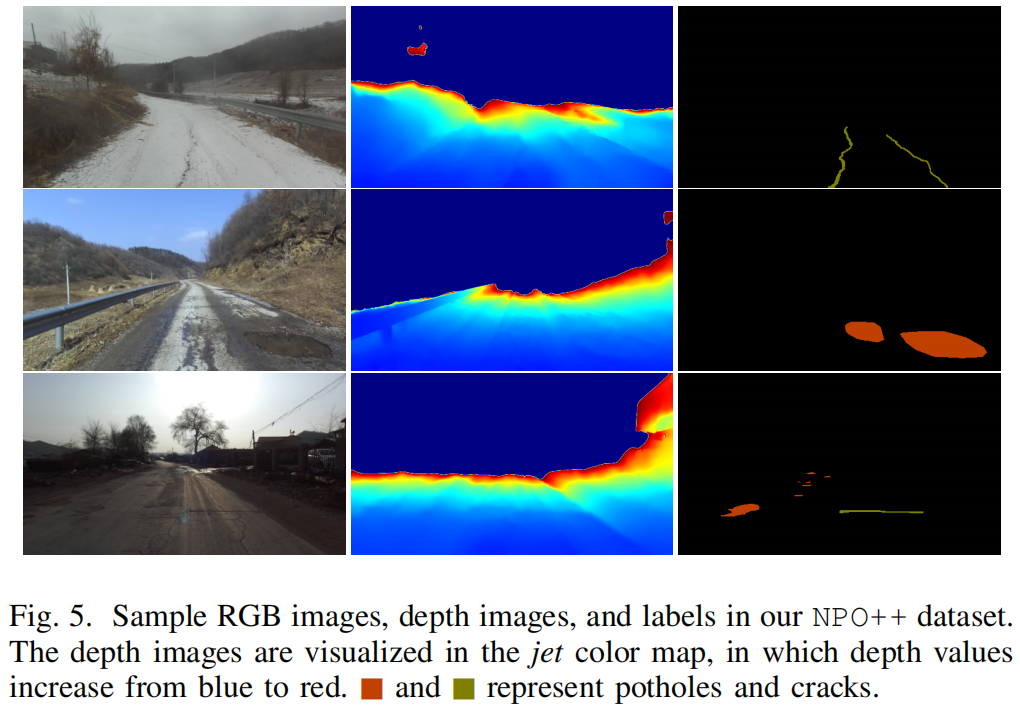 Fig. 5. Sample RGB images, depth images, and labels in our NPO++ dataset.
The depth images are visualized in the jet color map, in which depth values
increase from blue to red. ■ and ■ represent potholes and cracks.